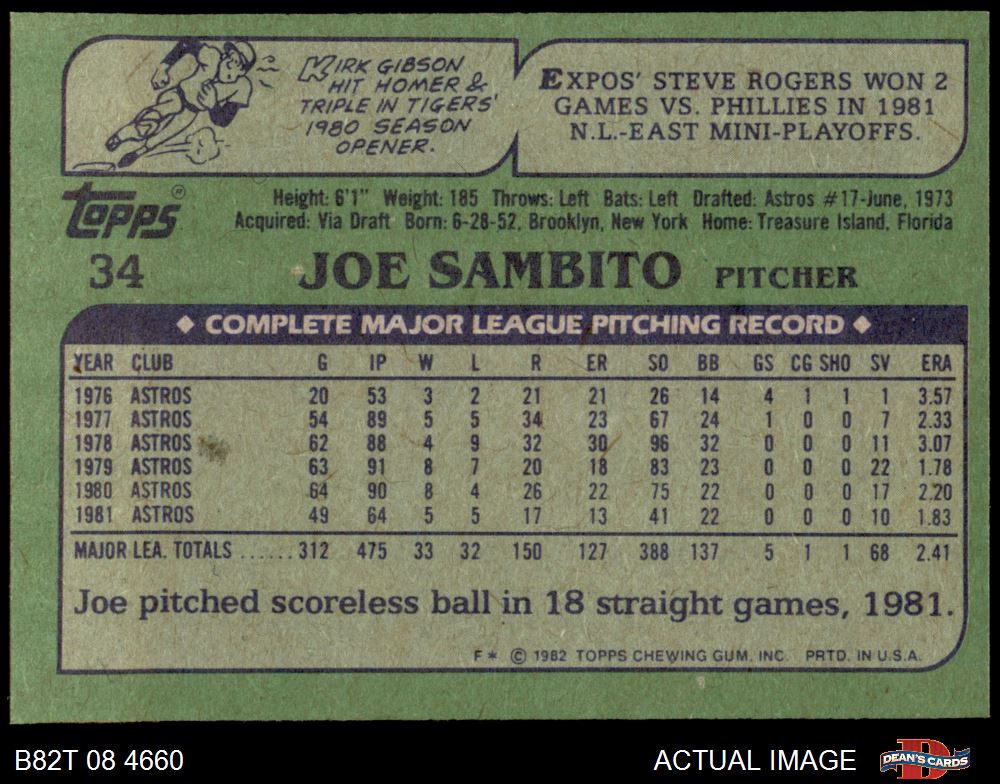 KIRK GIBSON
HIT HOMER &
TRIPLE IN TIGERS'
1980 SEASON
OPENER.
EXPOS' STEVE ROGERS WON 2
GAMES VS. PHILLIES IN 1981
N.L.-EAST MINI-PLAYOFFS.
Topps®
Height: 6'1" Weight: 185 Throws: Left Bats: Left Drafted: Astros #17-June, 1973
Acquired: Via Draft Born: 6-28-52, Brooklyn, New York Home: Treasure Island, Florida
34 JOE SAMBITO PITCHER
◆ COMPLETE MAJOR LEAGUE PITCHING RECORD ◆
YEAR CLUB G IP W L R ER SO BB GS CG SHO SV ERA
1976 ASTROS 20 53 3 2 21 21 26 14 4 1 1 1 3.57
1977 ASTROS 54 89 5 5 34 23 67 24 1 0 0 7 2.33
1978 ASTROS 62 88 4 9 32 30 96 32 0 0 0 11 3.07
1979 ASTROS 63 91 8 7 20 18 83 23 0 0 0 22 1.78
1980 ASTROS 64 90 8 4 26 22 75 22 0 0 0 17 2.20
1981 ASTROS 49 64 5 5 17 13 41 22 0 0 0 10 1.83
MAJOR LEA. TOTALS ...... 312 475 33 32 150 127 388 137 5 1 1 68 2.41
Joe pitched scoreless ball in 18 straight games, 1981.
F* © 1982 TOPPS CHEWING GUM, INC. PRTD. IN U.S.A.
B82T 08 4660 ACTUAL IMAGE D DEAN'S CARDS